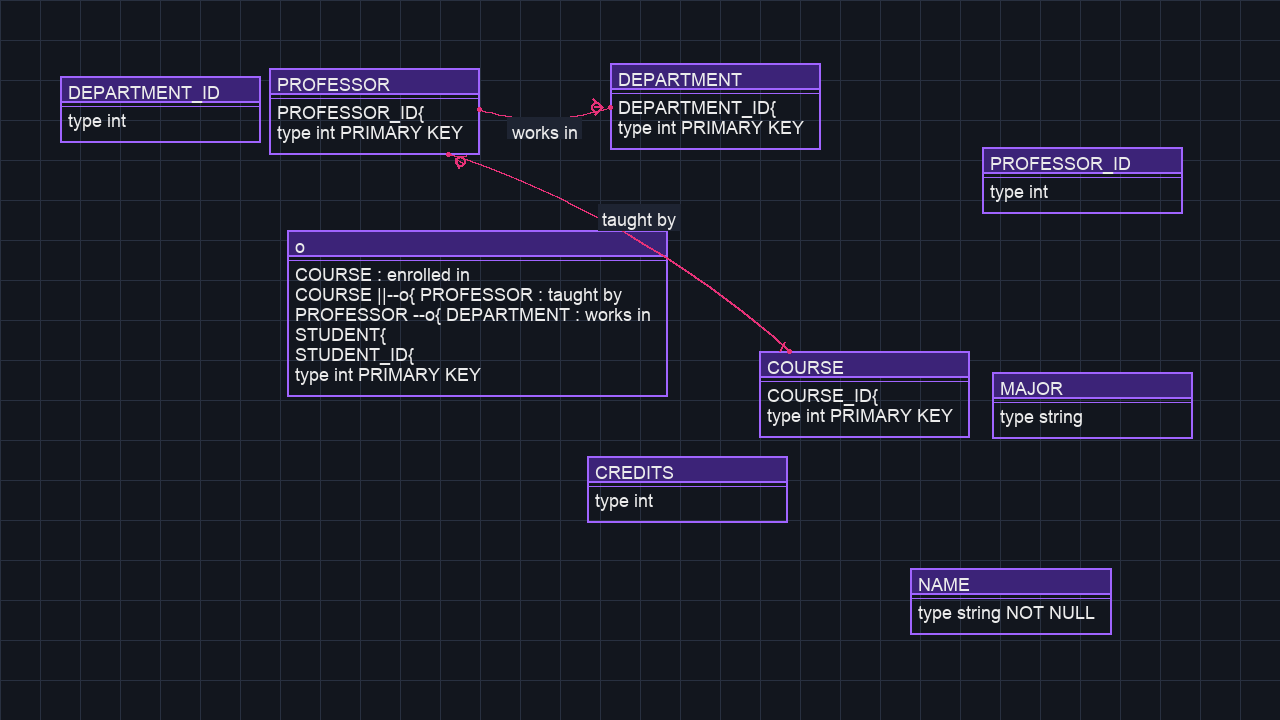 DEPARTMENT_ID
type int
PROFESSOR
PROFESSOR_ID{
type int PRIMARY KEY
works in
DEPARTMENT
DEPARTMENT_ID{
type int PRIMARY KEY
PROFESSOR_ID
type int
taught by
o
COURSE : enrolled in
COURSE ||--o{ PROFESSOR : taught by
PROFESSOR --o{ DEPARTMENT : works in
STUDENT{
STUDENT_ID{
type int PRIMARY KEY
COURSE
COURSE_ID{
type int PRIMARY KEY
MAJOR
type string
CREDITS
type int
NAME
type string NOT NULL